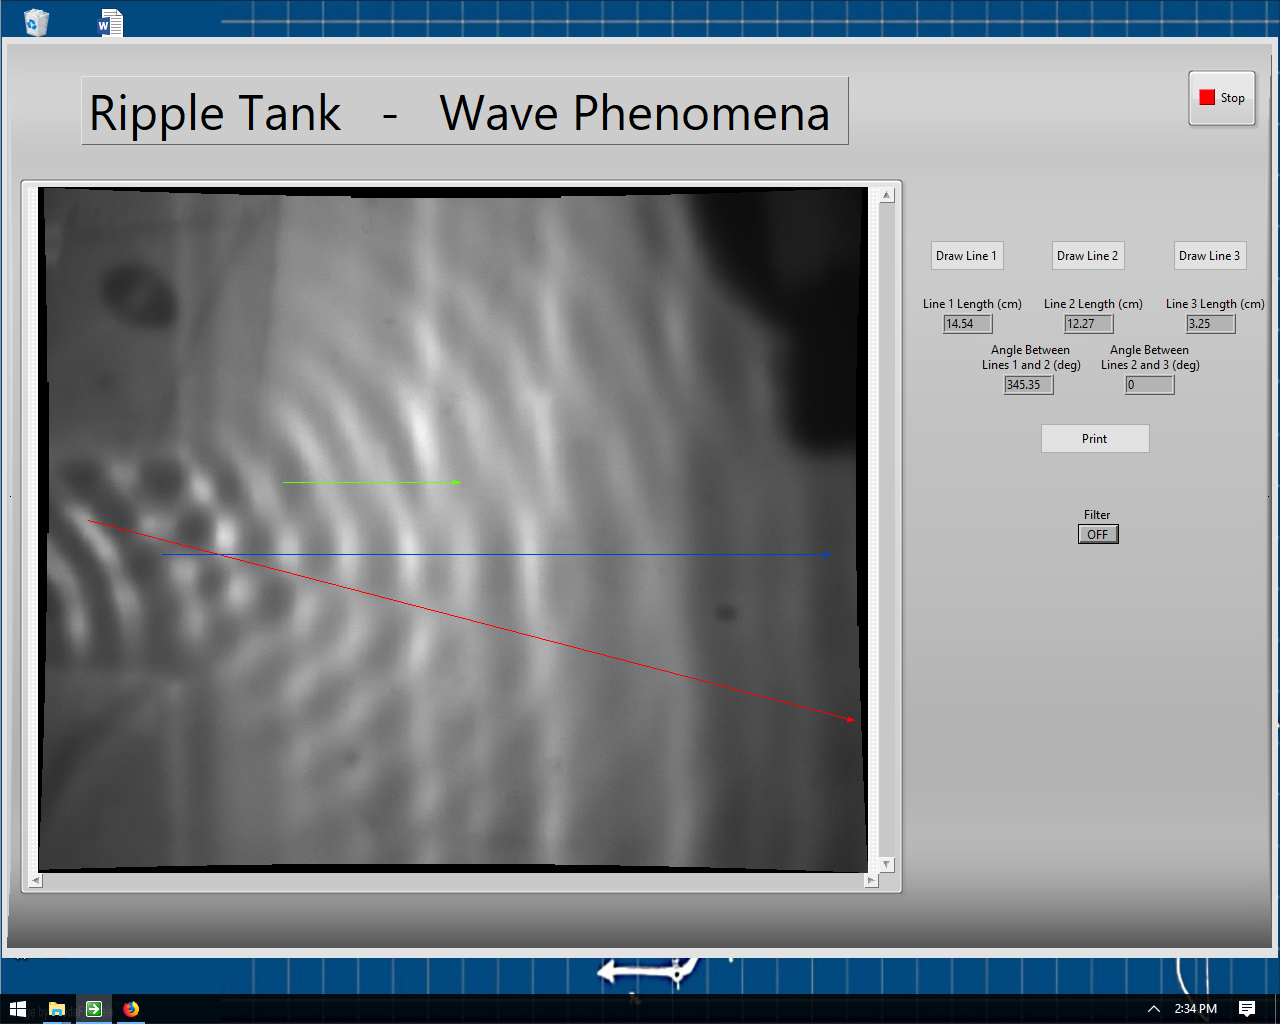 Ripple Tank - Wave Phenomena
Stop
Draw Line 1
Draw Line 2
Draw Line 3
Line 1 Length (cm)
Line 2 Length (cm)
Line 3 Length (cm)
14.54
12.27
3.25
Angle Between
Lines 1 and 2 (deg)
Angle Between
Lines 2 and 3 (deg)
345.35
0
Print
Filter
OFF
2:34 PM